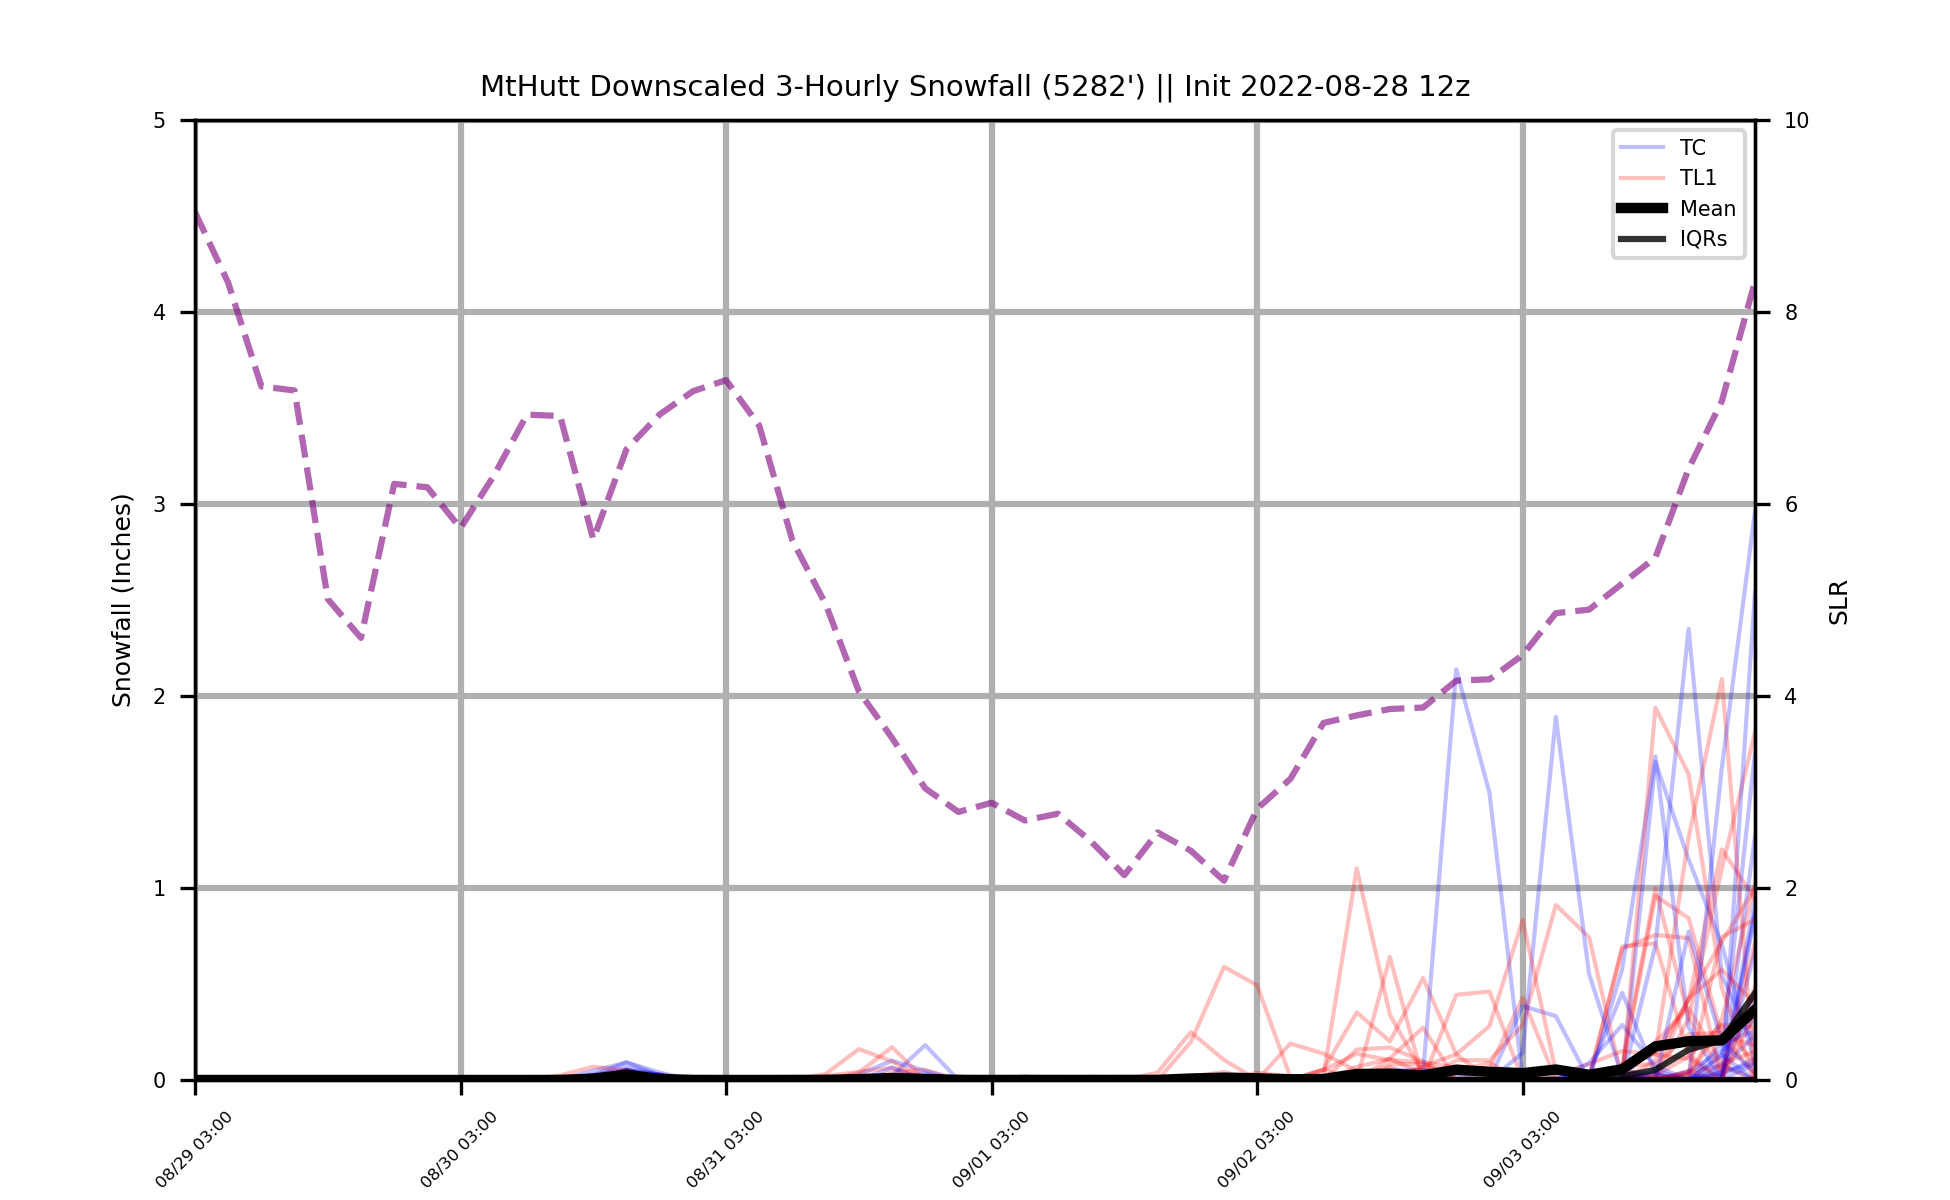 MtHutt Downscaled 3-Hourly Snowfall (5282') || Init 2022-08-28 12z
5
4
3
2
1
0
Snowfall (Inches)
10
8
6
4
2
0
SLR
TC
TL1
Mean
IQRs
08/29 03:00
08/30 03:00
08/31 03:00
09/01 03:00
09/02 03:00
09/03 03:00